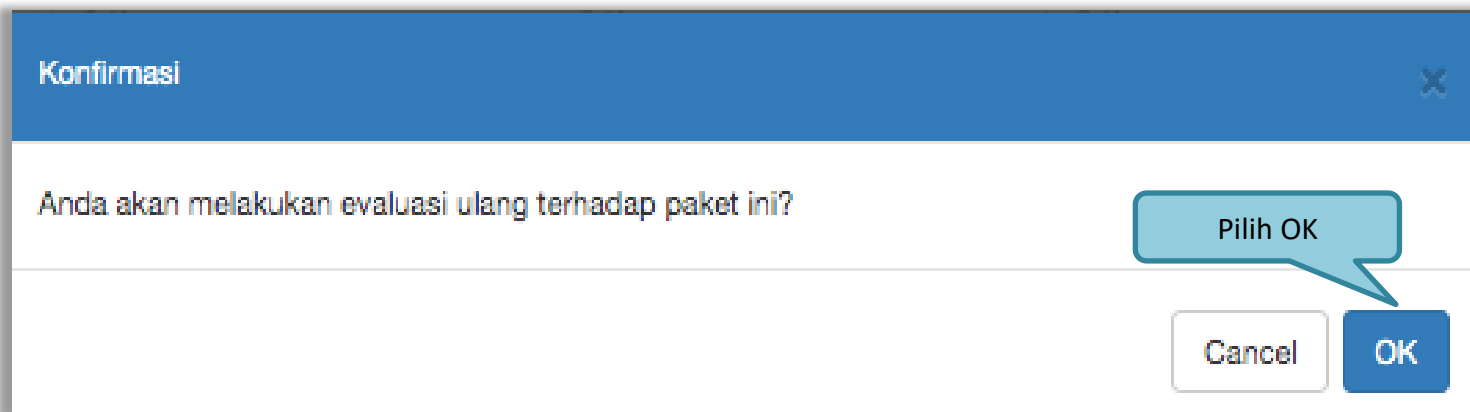 Konfirmasi
Anda akan melakukan evaluasi ulang terhadap paket ini?
Pilih OK
Cancel
OK